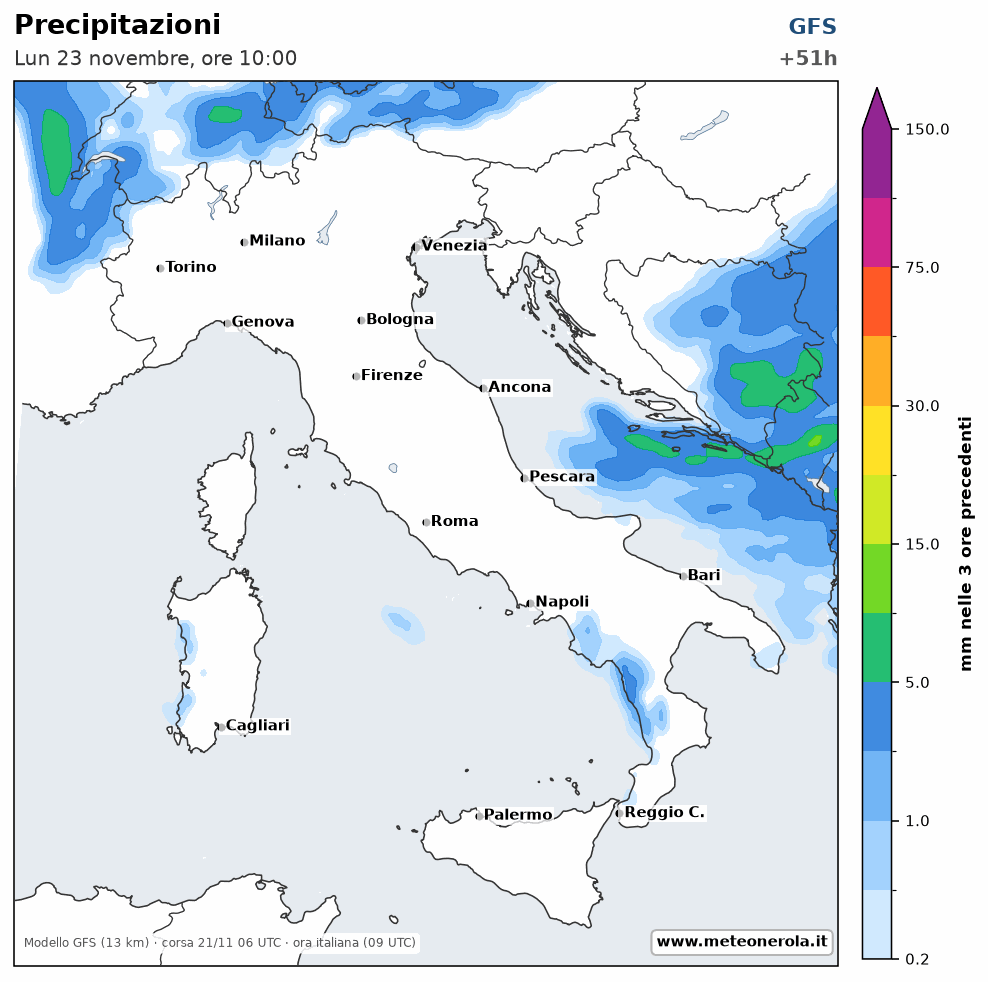 Precipitazioni
GFS
Lun 23 novembre, ore 10:00
+51h
150.0
75.0
30.0
15.0
5.0
1.0
0.2
mm nelle 3 ore precedenti
Milano
Venezia
Torino
Genova
Bologna
Firenze
Ancona
Pescara
Roma
Bari
Napoli
Cagliari
Palermo
Reggio C.
Modello GFS (13 km) · corsa 21/11 06 UTC · ora italiana (09 UTC)
www.meteonerola.it